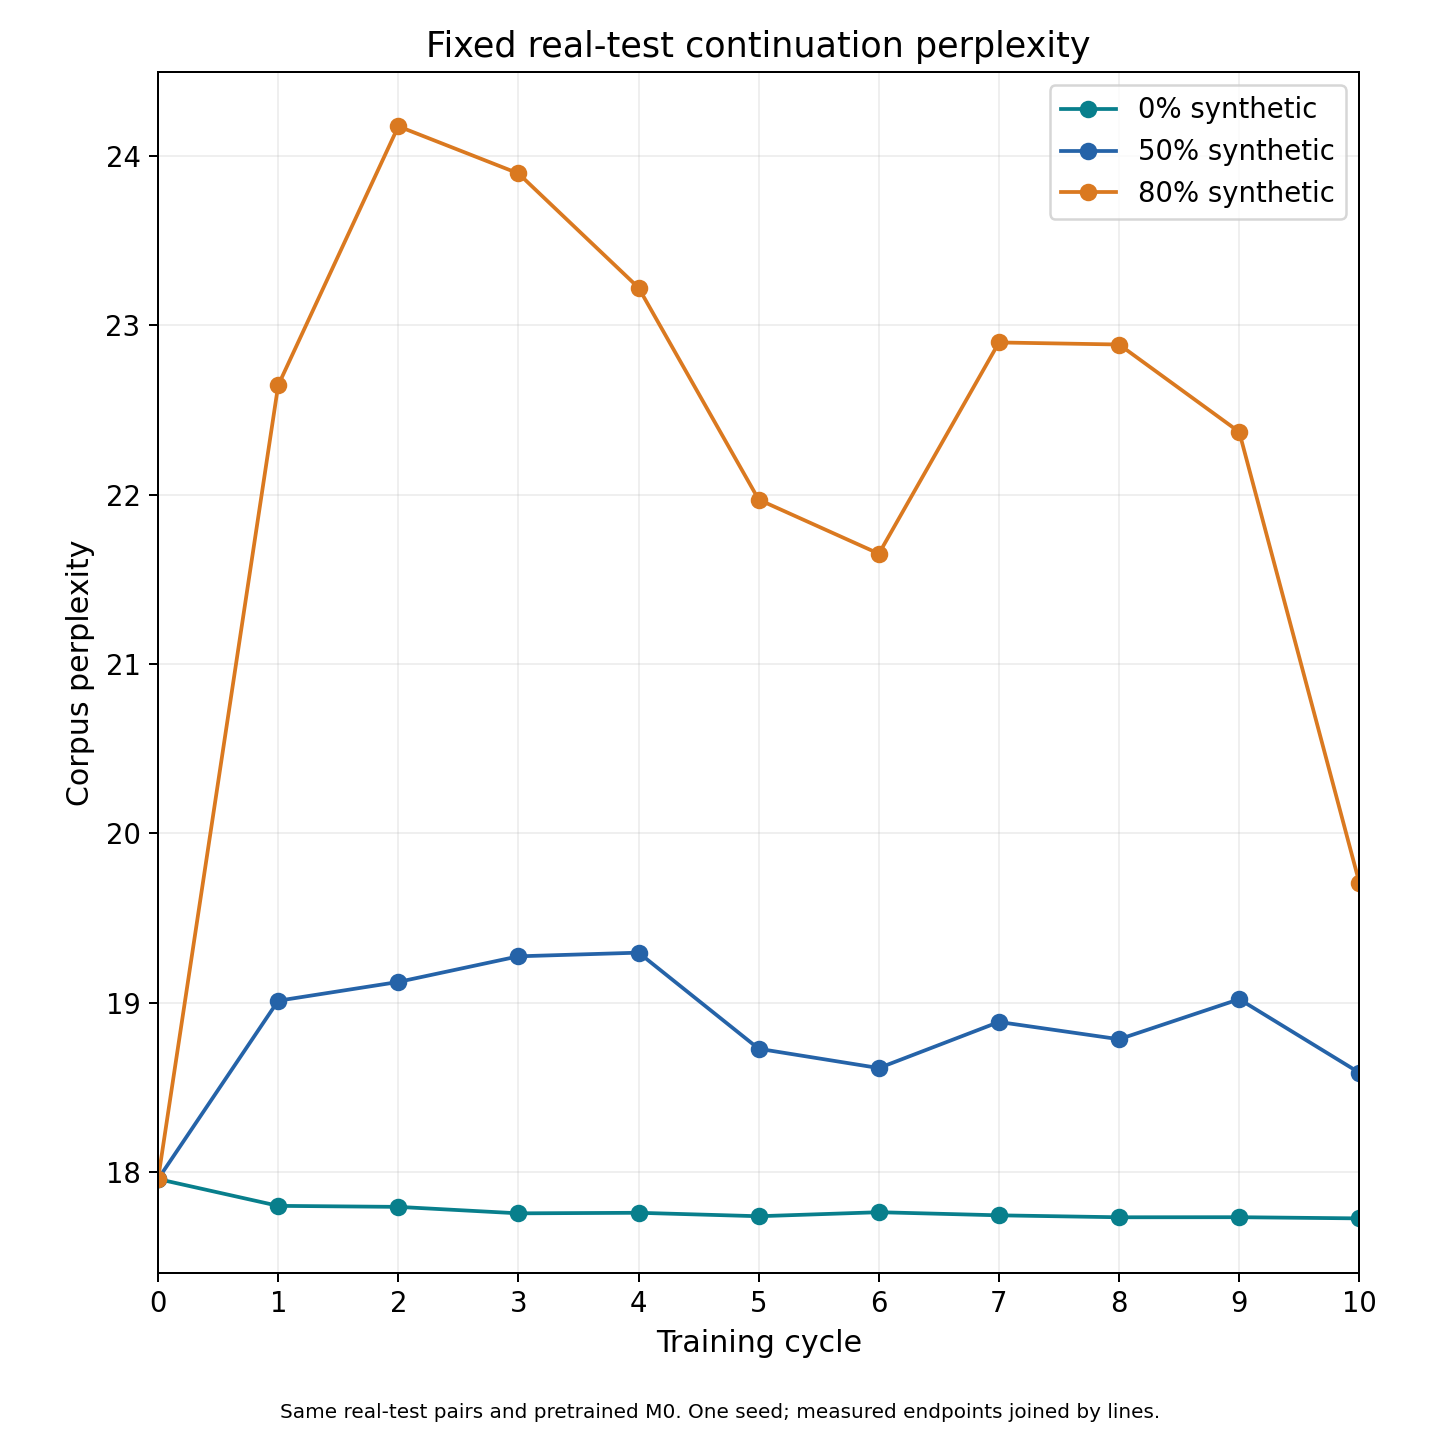 Fixed real-test continuation perplexity
0% synthetic
50% synthetic
80% synthetic
24
23
22
21
20
19
18
Corpus perplexity
0 1 2 3 4 5 6 7 8 9 10
Training cycle
Same real-test pairs and pretrained M0. One seed; measured endpoints joined by lines.